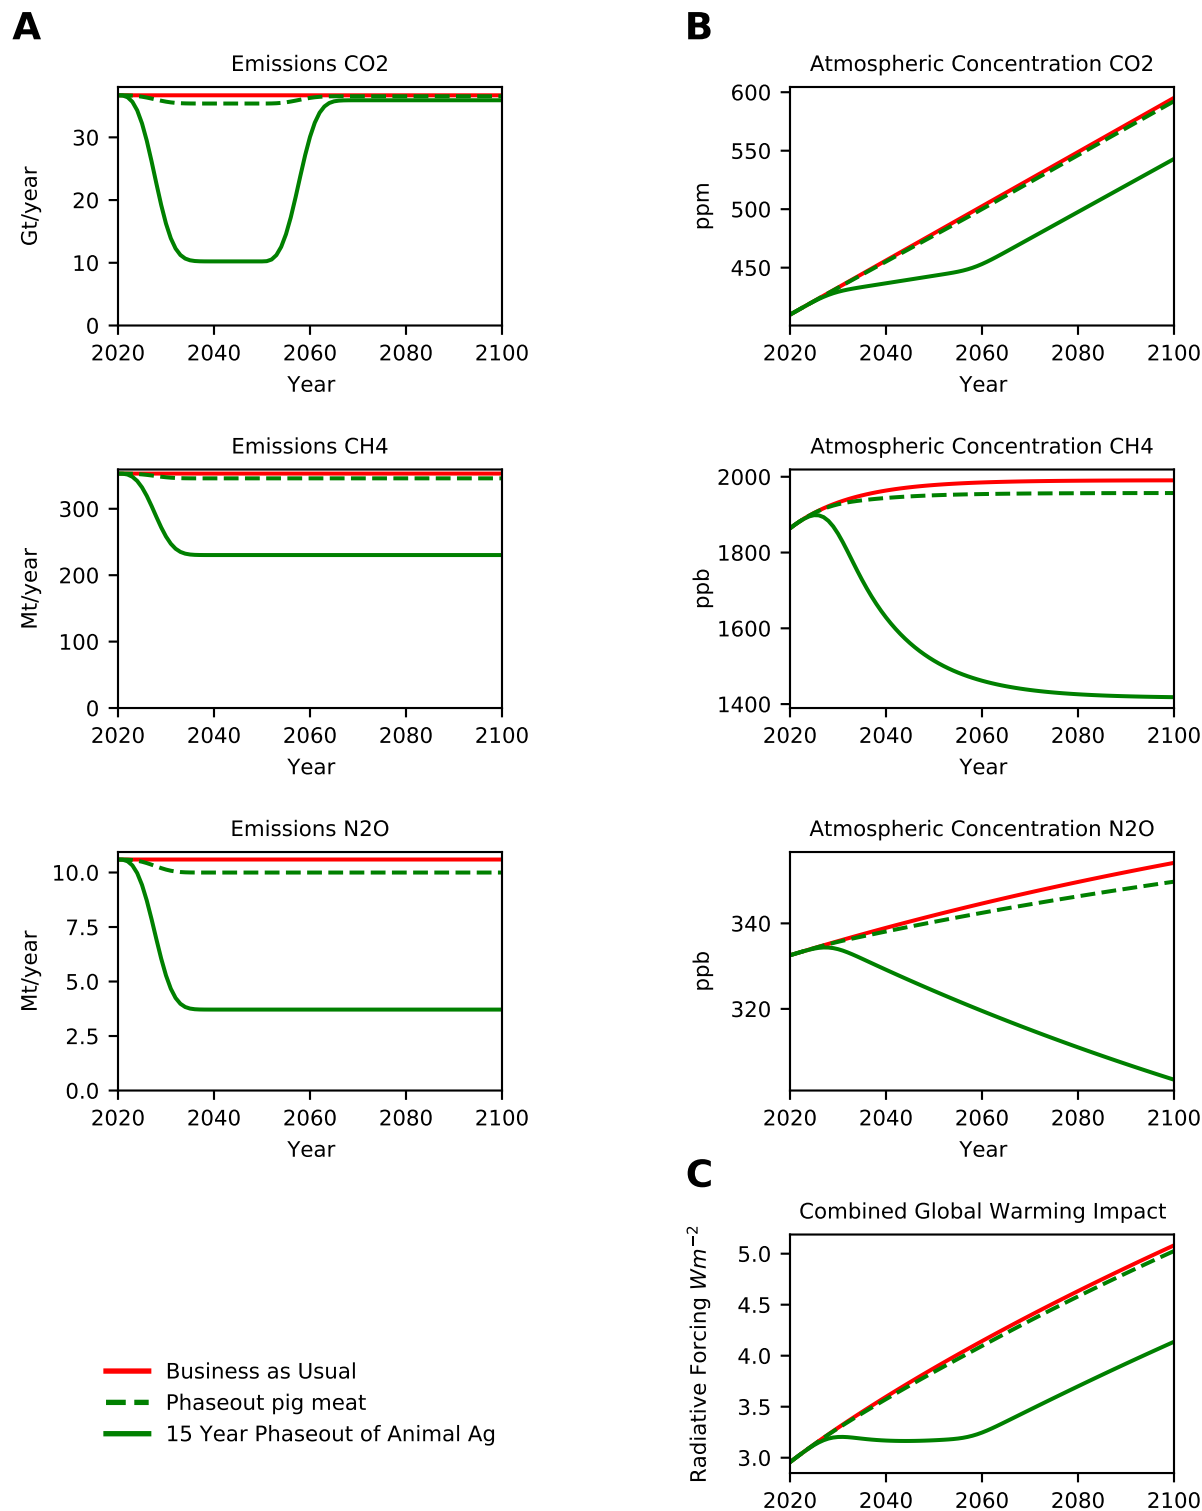 A
B
Emissions CO2
Gt/year
30
20
10
0
2020 2040 2060 2080 2100
Year
Atmospheric Concentration CO2
ppm
600
550
500
450
2020 2040 2060 2080 2100
Year
Emissions CH4
Mt/year
300
200
100
0
2020 2040 2060 2080 2100
Year
Atmospheric Concentration CH4
ppb
2000
1800
1600
1400
2020 2040 2060 2080 2100
Year
Emissions N2O
Mt/year
10.0
7.5
5.0
2.5
0.0
2020 2040 2060 2080 2100
Year
Atmospheric Concentration N2O
ppb
340
320
2020 2040 2060 2080 2100
Year
C
Combined Global Warming Impact
Radiative Forcing Wm⁻²
5.0
4.5
4.0
3.5
3.0
2020 2040 2060 2080 2100
Business as Usual
Phaseout pig meat
15 Year Phaseout of Animal Ag